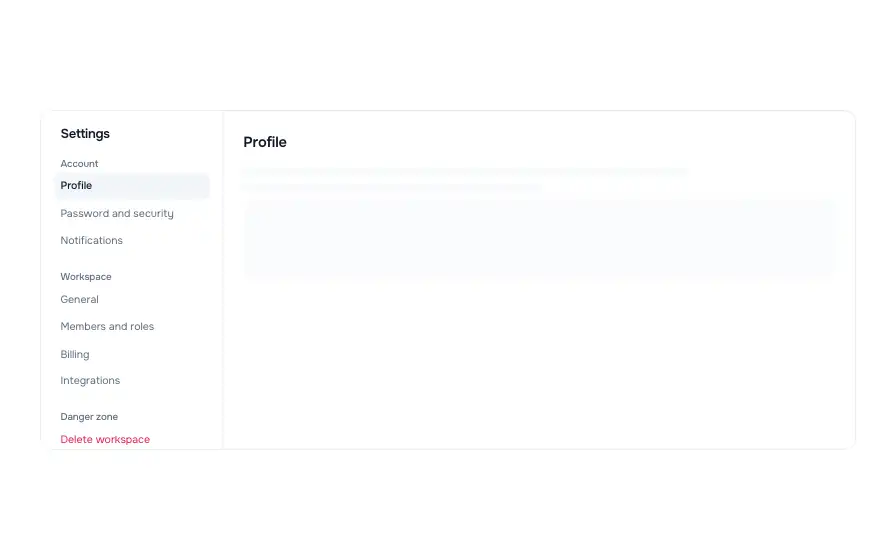 Settings
Account
Profile
Password and security
Notifications
Workspace
General
Members and roles
Billing
Integrations
Danger zone
Delete workspace
Profile